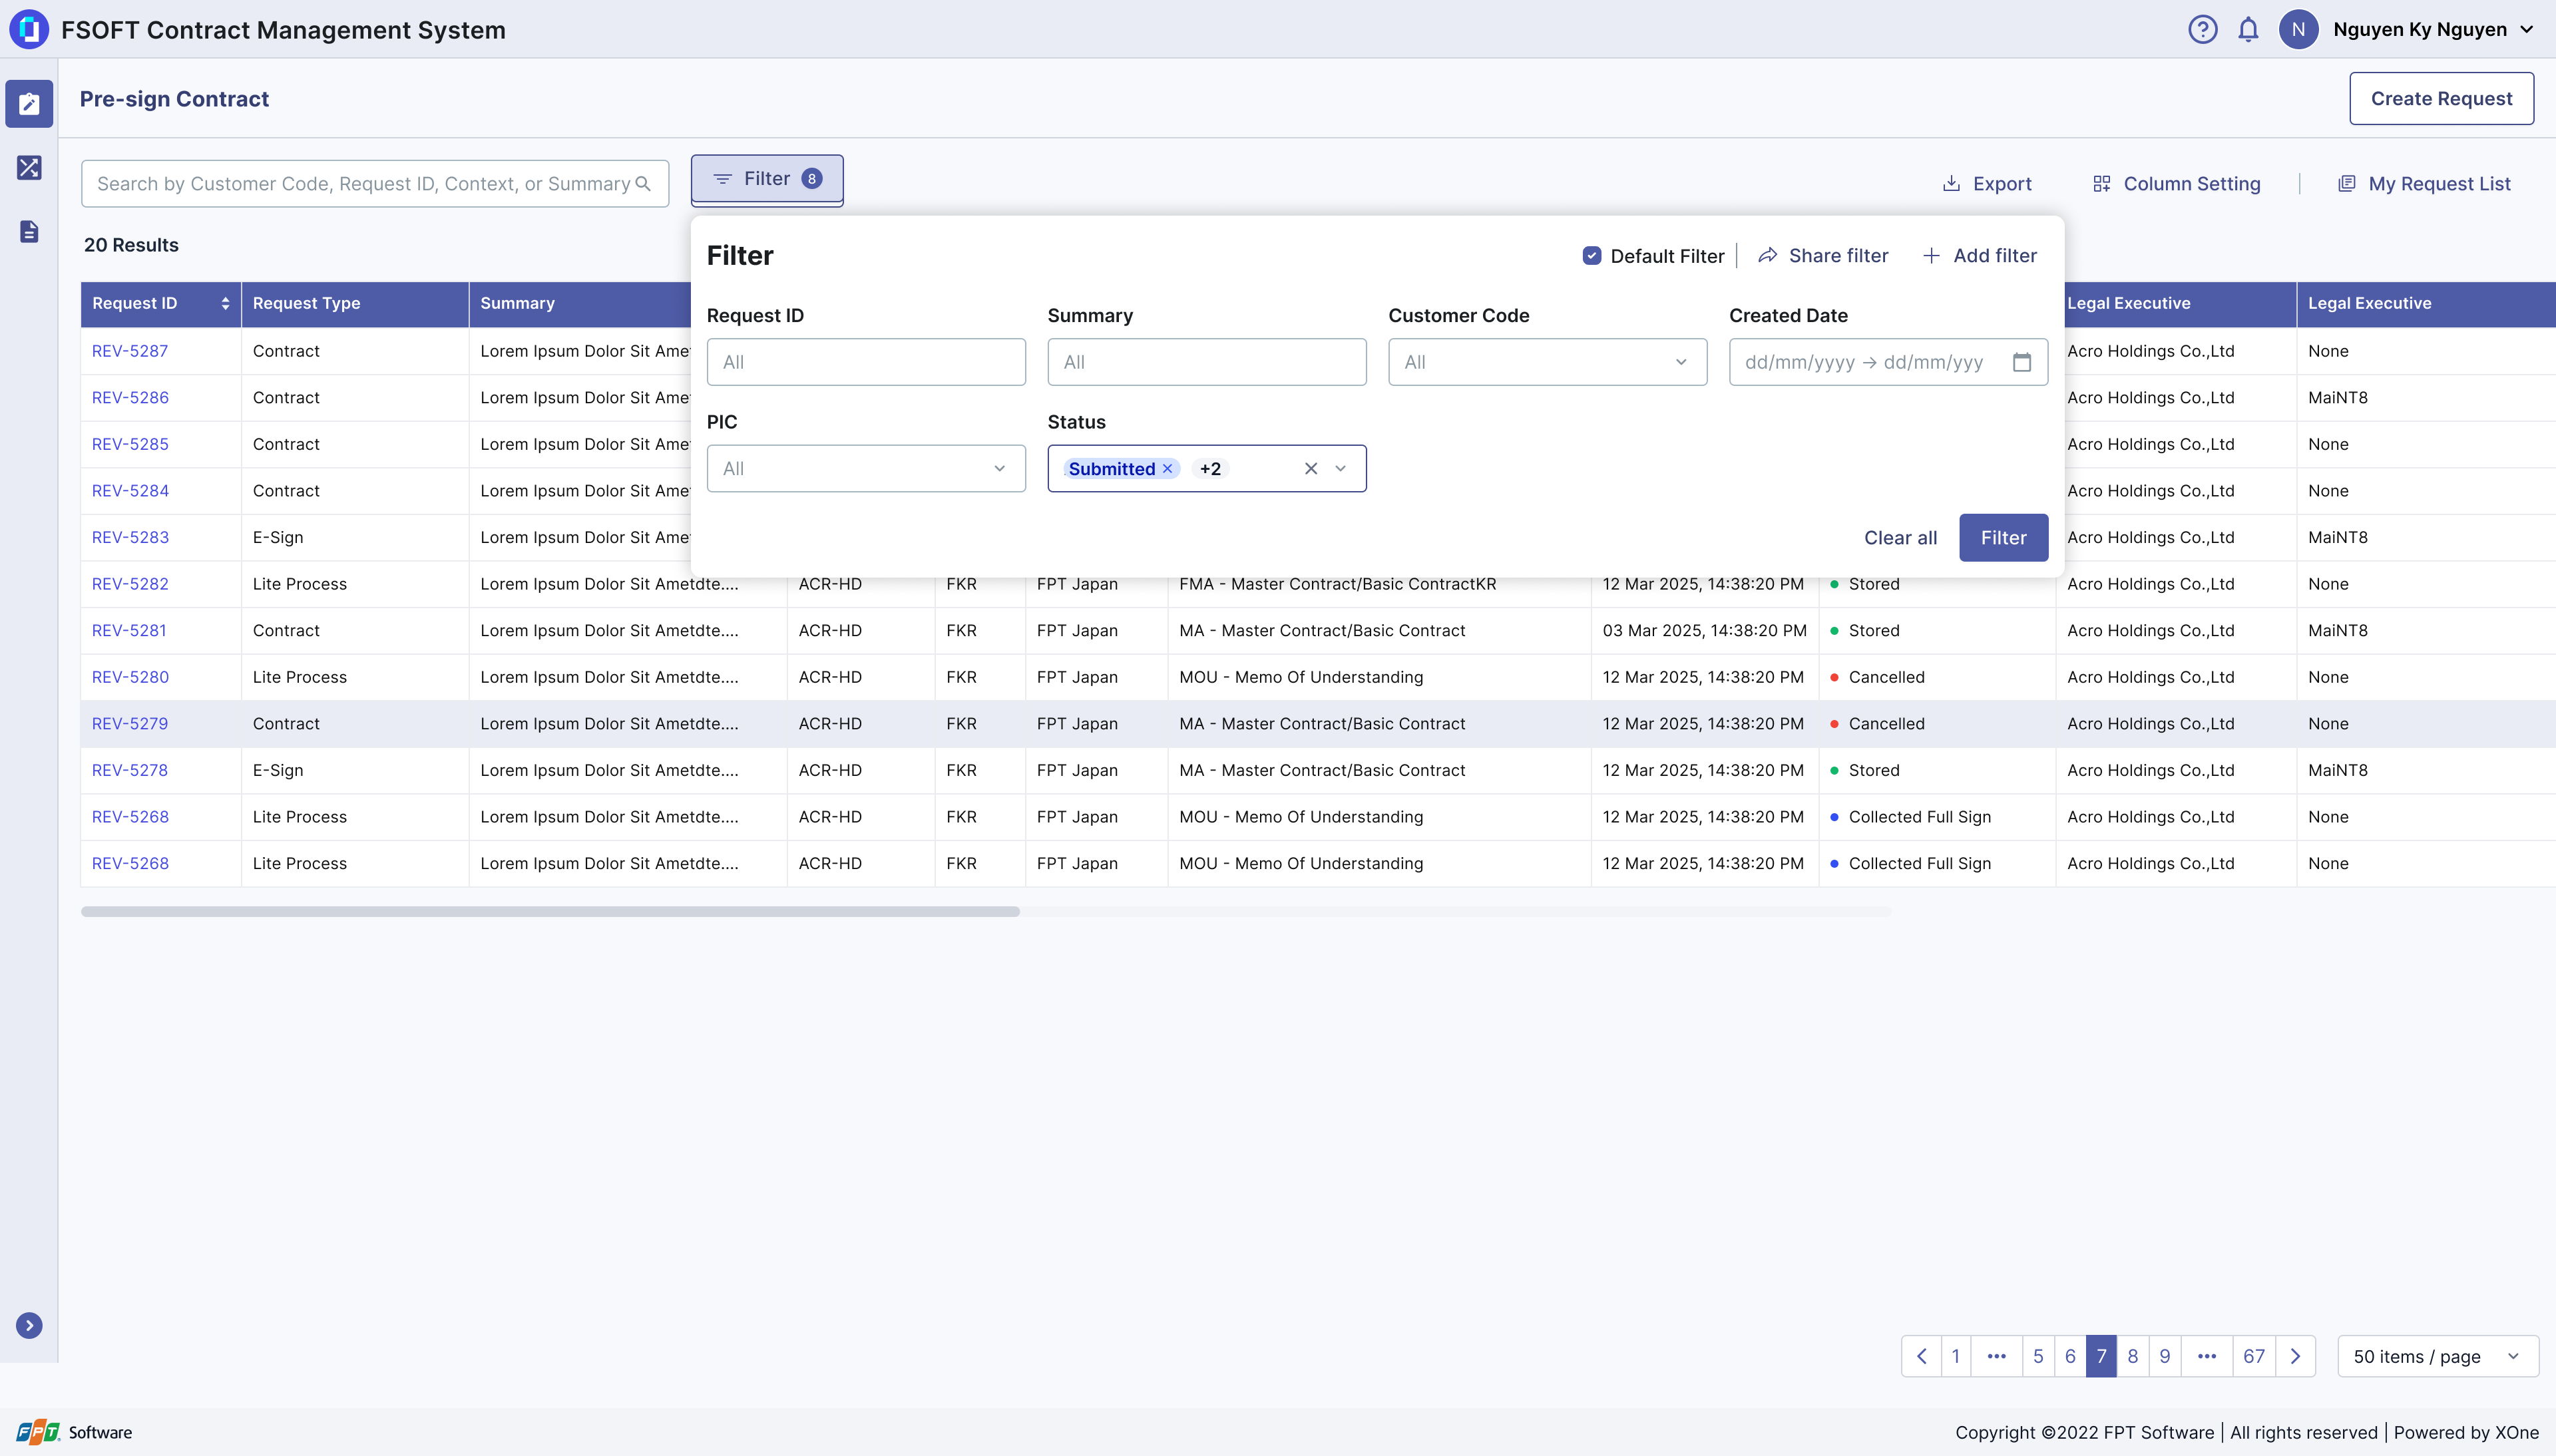 FSOFT Contract Management System
N
Nguyen Ky Nguyen
Pre-sign Contract
Create Request
Search by Customer Code, Request ID, Context, or Summary
Filter 8
Export
Column Setting
My Request List
20 Results
Filter
Default Filter
Share filter
Add filter
Request ID
Summary
Customer Code
Created Date
All
All
All
dd/mm/yyyy → dd/mm/yyy
PIC
Status
All
Submitted
+2
Clear all
Filter
Request ID Request Type Summary Legal Executive Legal Executive
REV-5287 Contract Lorem Ipsum Dolor Sit Amet Acro Holdings Co.,Ltd None
REV-5286 Contract Lorem Ipsum Dolor Sit Ame Acro Holdings Co.,Ltd MaiNT8
REV-5285 Contract Lorem Ipsum Dolor Sit Ame Acro Holdings Co.,Ltd None
REV-5284 Contract Lorem Ipsum Dolor Sit Ame Acro Holdings Co.,Ltd None
REV-5283 E-Sign Lorem Ipsum Dolor Sit Ame Acro Holdings Co.,Ltd MaiNT8
REV-5282 Lite Process Lorem Ipsum Dolor Sit Ametdte.... ACR-HD FKR FPT Japan FMA - Master Contract/Basic ContractKR 12 Mar 2025, 14:38:20 PM Stored Acro Holdings Co.,Ltd None
REV-5281 Contract Lorem Ipsum Dolor Sit Ametdte.... ACR-HD FKR FPT Japan MA - Master Contract/Basic Contract 03 Mar 2025, 14:38:20 PM Stored Acro Holdings Co.,Ltd MaiNT8
REV-5280 Lite Process Lorem Ipsum Dolor Sit Ametdte.... ACR-HD FKR FPT Japan MOU - Memo Of Understanding 12 Mar 2025, 14:38:20 PM Cancelled Acro Holdings Co.,Ltd None
REV-5279 Contract Lorem Ipsum Dolor Sit Ametdte.... ACR-HD FKR FPT Japan MA - Master Contract/Basic Contract 12 Mar 2025, 14:38:20 PM Cancelled Acro Holdings Co.,Ltd None
REV-5278 E-Sign Lorem Ipsum Dolor Sit Ametdte.... ACR-HD FKR FPT Japan MA - Master Contract/Basic Contract 12 Mar 2025, 14:38:20 PM Stored Acro Holdings Co.,Ltd MaiNT8
REV-5268 Lite Process Lorem Ipsum Dolor Sit Ametdte.... ACR-HD FKR FPT Japan MOU - Memo Of Understanding 12 Mar 2025, 14:38:20 PM Collected Full Sign Acro Holdings Co.,Ltd None
REV-5268 Lite Process Lorem Ipsum Dolor Sit Ametdte.... ACR-HD FKR FPT Japan MOU - Memo Of Understanding 12 Mar 2025, 14:38:20 PM Collected Full Sign Acro Holdings Co.,Ltd None
1 ••• 5 6 7 8 9 ••• 67
50 items / page
FPT Software
Copyright ©2022 FPT Software | All rights reserved | Powered by XOne